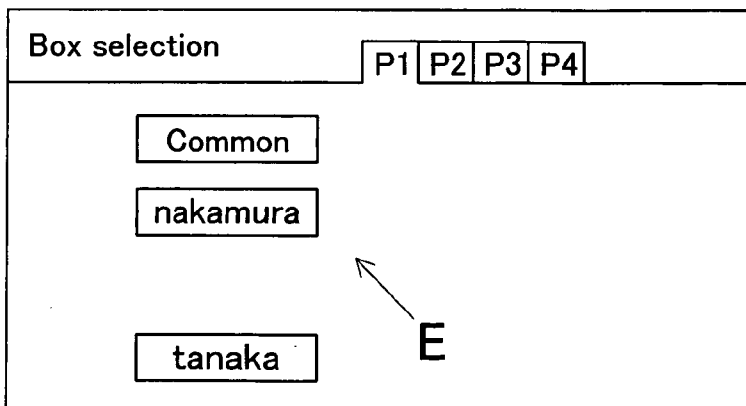 Box selection
P1 P2 P3 P4
Common
nakamura
E
tanaka